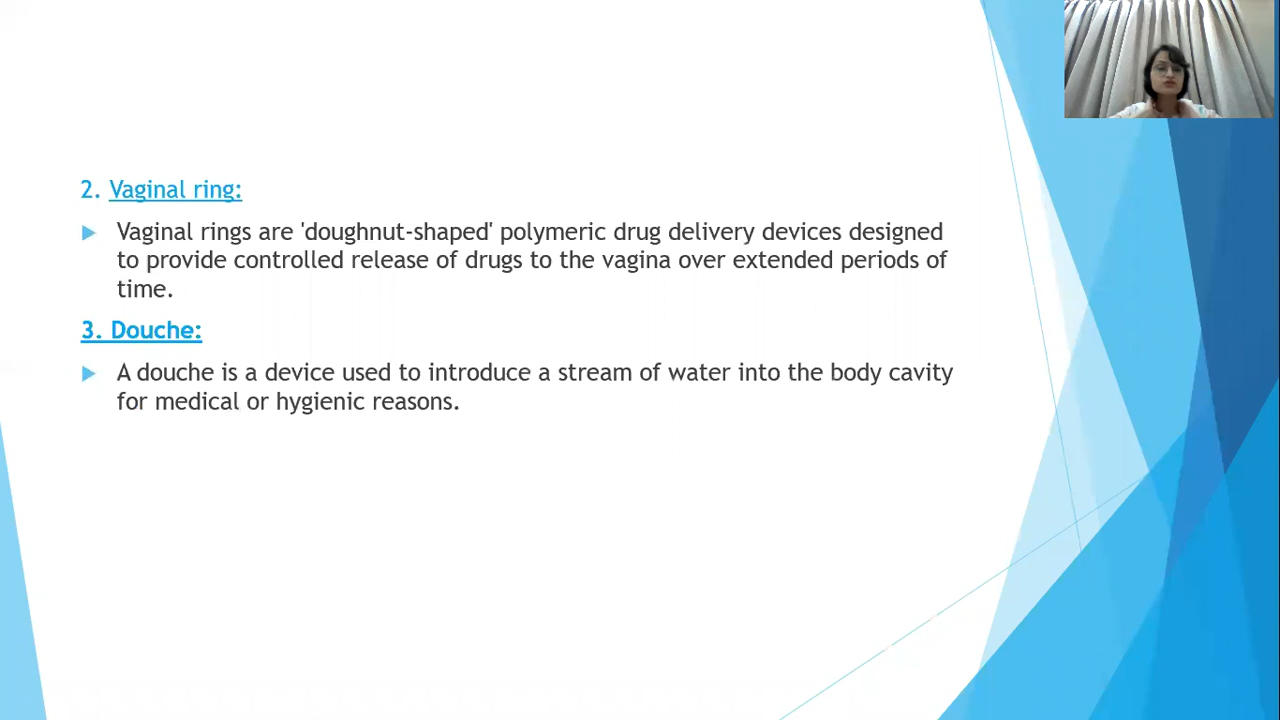 2. Vaginal ring:
Vaginal rings are 'doughnut-shaped' polymeric drug delivery devices designed
to provide controlled release of drugs to the vagina over extended periods of
time.
3. Douche:
A douche is a device used to introduce a stream of water into the body cavity
for medical or hygienic reasons.